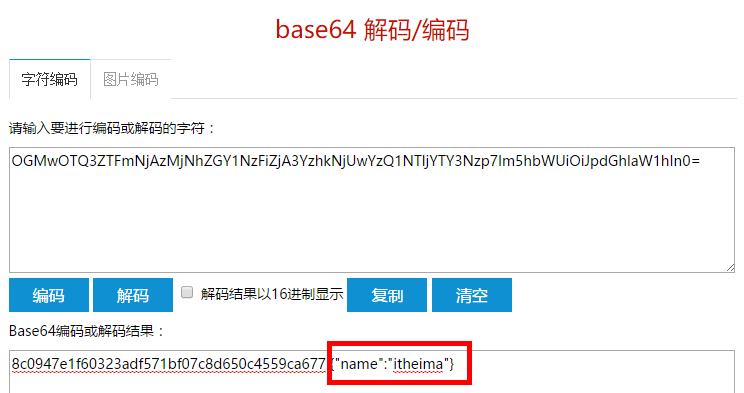 base64 解码/编码
字符编码 图片编码
请输入要进行编码或解码的字符：
OGMwOTQ3ZTFmNjAzMjNhZGY1NzFiZjA3YzhkNjUwYzQ1NTljYTY3Nzp7Im5hbWUiOiJpdGhlaW1hIn0=
编码 解码 解码结果以16进制显示 复制 清空
Base64编码或解码结果：
8c0947e1f60323adf571bf07c8d650c4559ca677:{"name":"itheima"}